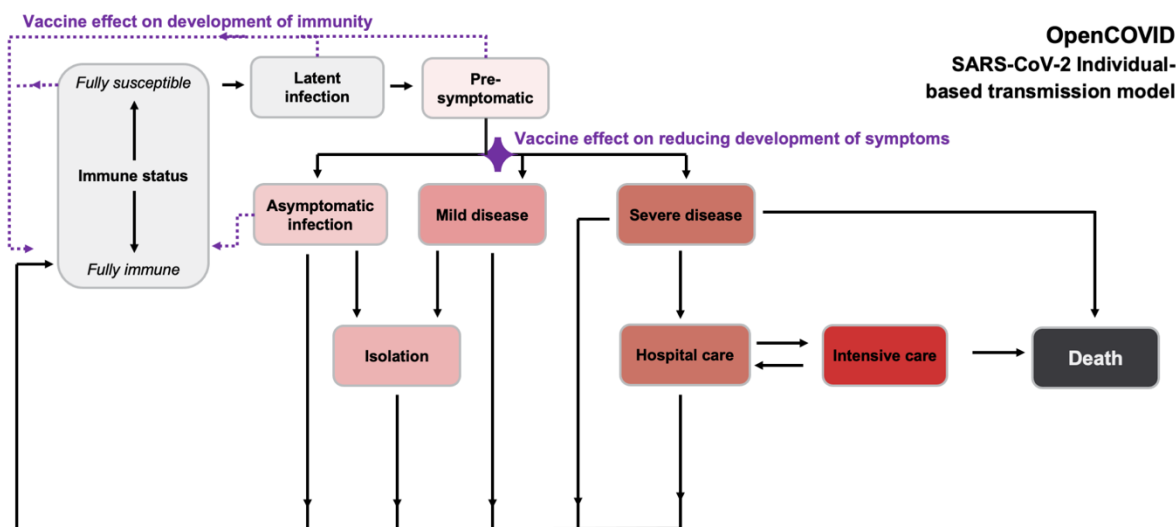 Vaccine effect on development of immunity
OpenCOVID
SARS-CoV-2 Individual-
based transmission model
Fully susceptible
Latent
infection
Pre-
symptomatic
Vaccine effect on reducing development of symptoms
Immune status
Asymptomatic
infection
Mild disease
Severe disease
Fully immune
Isolation
Hospital care
Intensive care
Death